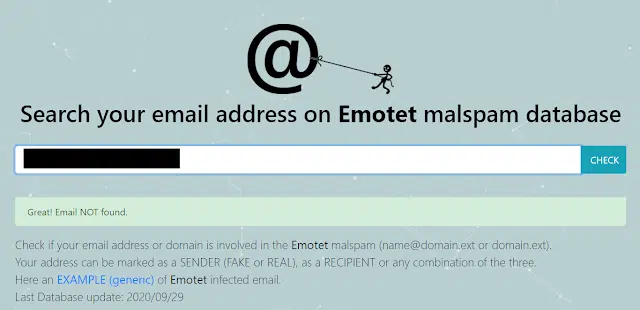 @
Search your email address on Emotet malspam database
CHECK
Great! Email NOT found.
Check if your email address or domain is involved in the Emotet malspam (name@domain.ext or domain.ext).
Your address can be marked as a SENDER (FAKE or REAL), as a RECIPIENT or any combination of the three.
Here an EXAMPLE (generic) of Emotet infected email.
Last Database update: 2020/09/29